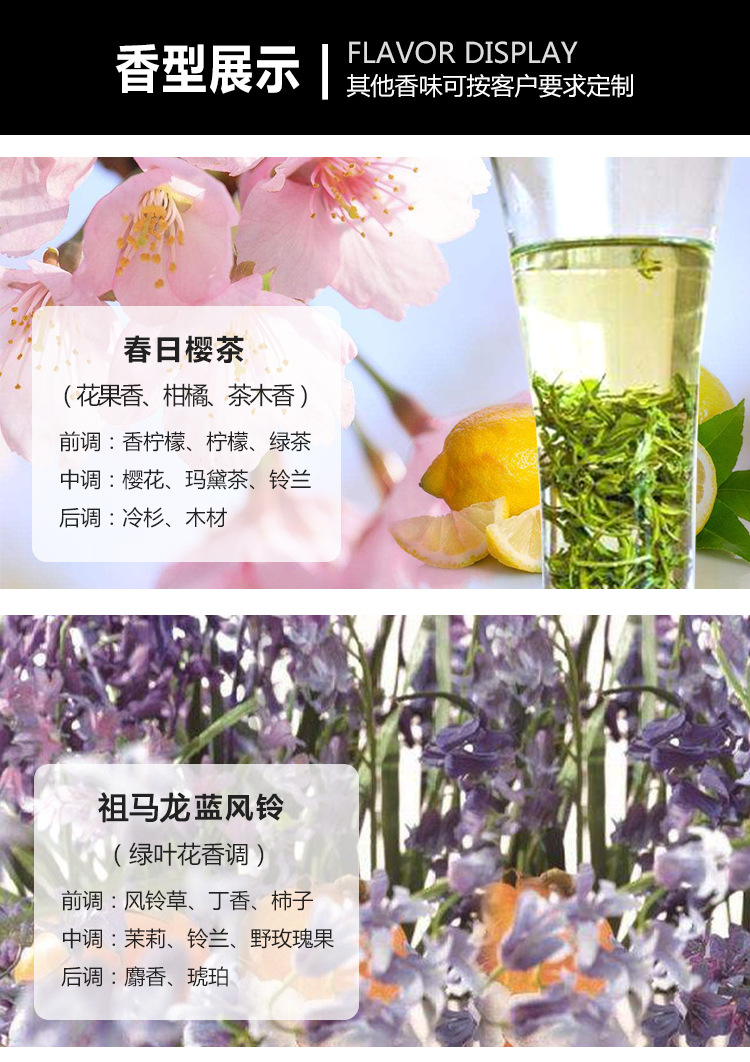 香型展示
FLAVOR DISPLAY
其他香味可按客户要求定制
春日樱茶
（花果香、柑橘、茶木香）
前调：香柠檬、柠檬、绿茶
中调：樱花、玛黛茶、铃兰
后调：冷杉、木材
祖马龙蓝风铃
（绿叶花香调）
前调：风铃草、丁香、柿子
中调：茉莉、铃兰、野玫瑰果
后调：麝香、琥珀